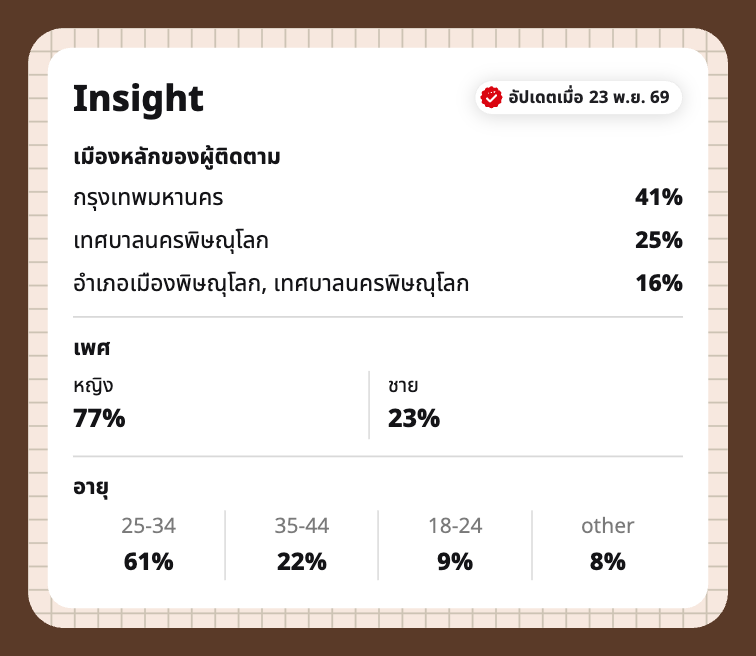 Insight
อัปเดตเมื่อ 23 พ.ย. 69
เมืองหลักของผู้ติดตาม
กรุงเทพมหานคร 41%
เทศบาลนครพิษณุโลก 25%
อำเภอเมืองพิษณุโลก, เทศบาลนครพิษณุโลก 16%
เพศ
หญิง ชาย
77% 23%
อายุ
25-34 35-44 18-24 other
61% 22% 9% 8%